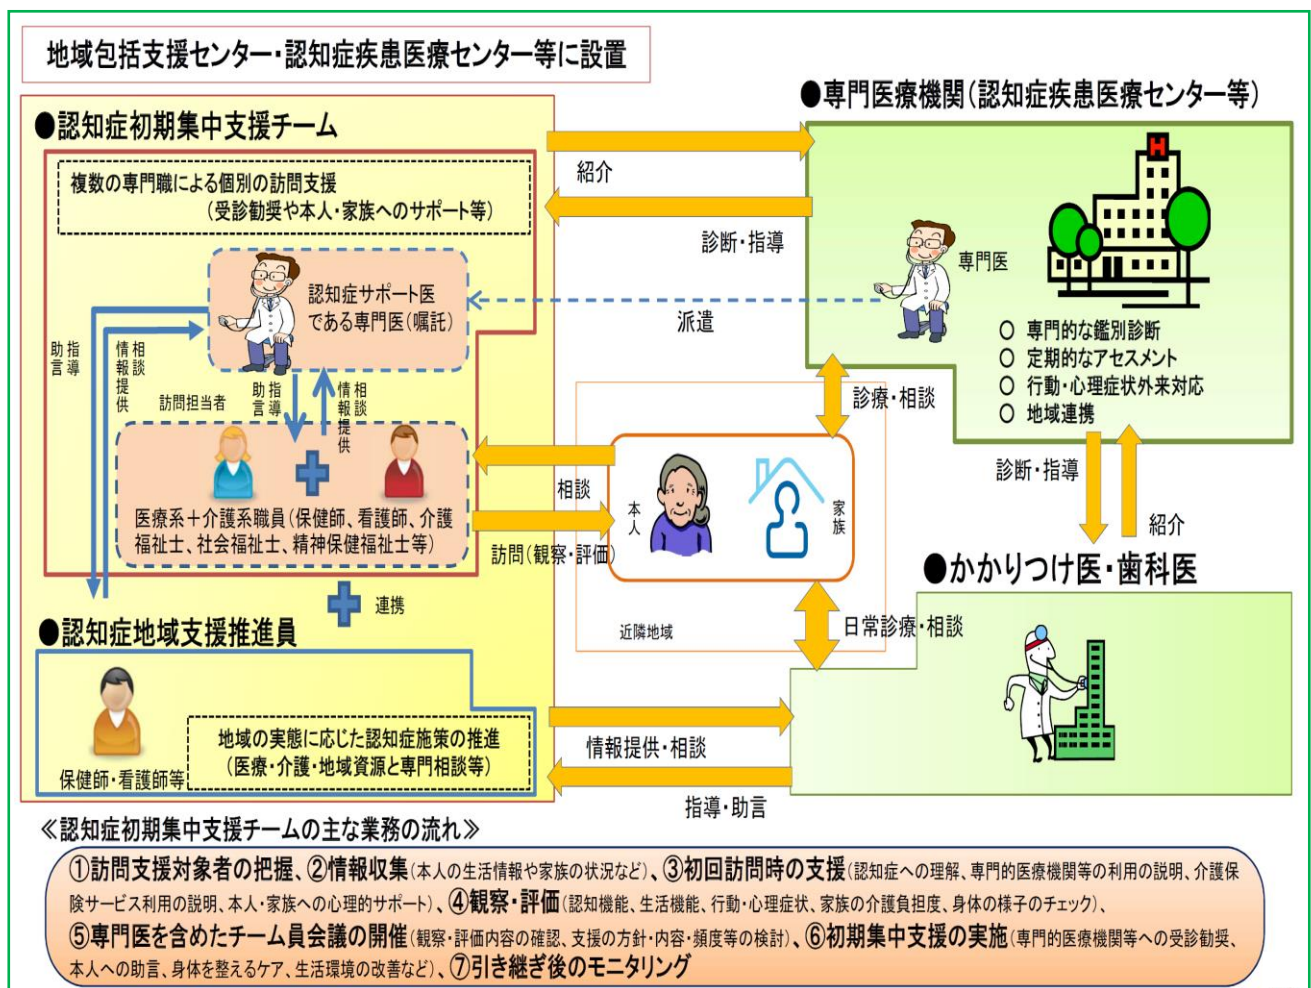 地域包括支援センター・認知症疾患医療センター等に設置
●専門医療機関(認知症疾患医療センター等)
●認知症初期集中支援チーム
複数の専門職による個別の訪問支援
(受診勧奨や本人・家族へのサポート等)
紹介
診断・指導
認知症サポート医
である専門医(嘱託)
派遣
専門医
H
○ 専門的な鑑別診断
○ 定期的なアセスメント
○ 行動・心理症状外来対応
○ 地域連携
指導
助言
相談
情報提供
訪問担当者
指導
助言
相談
情報提供
医療系+介護系職員(保健師、看護師、介護
福祉士、社会福祉士、精神保健福祉士等)
相談
訪問(観察・評価)
本人
家族
近隣地域
診療・相談
診断・指導
紹介
連携
●かかりつけ医・歯科医
日常診療・相談
●認知症地域支援推進員
保健師・看護師等
地域の実態に応じた認知症施策の推進
(医療・介護・地域資源と専門相談等)
情報提供・相談
指導・助言
≪認知症初期集中支援チームの主な業務の流れ≫
①訪問支援対象者の把握、②情報収集(本人の生活情報や家族の状況など)、③初回訪問時の支援(認知症への理解、専門的医療機関等の利用の説明、介護保
険サービス利用の説明、本人・家族への心理的サポート)、④観察・評価(認知機能、生活機能、行動・心理症状、家族の介護負担度、身体の様子のチェック)、
⑤専門医を含めたチーム員会議の開催(観察・評価内容の確認、支援の方針・内容・頻度等の検討)、⑥初期集中支援の実施(専門的医療機関等への受診勧奨、
本人への助言、身体を整えるケア、生活環境の改善など)、⑦引き継ぎ後のモニタリング